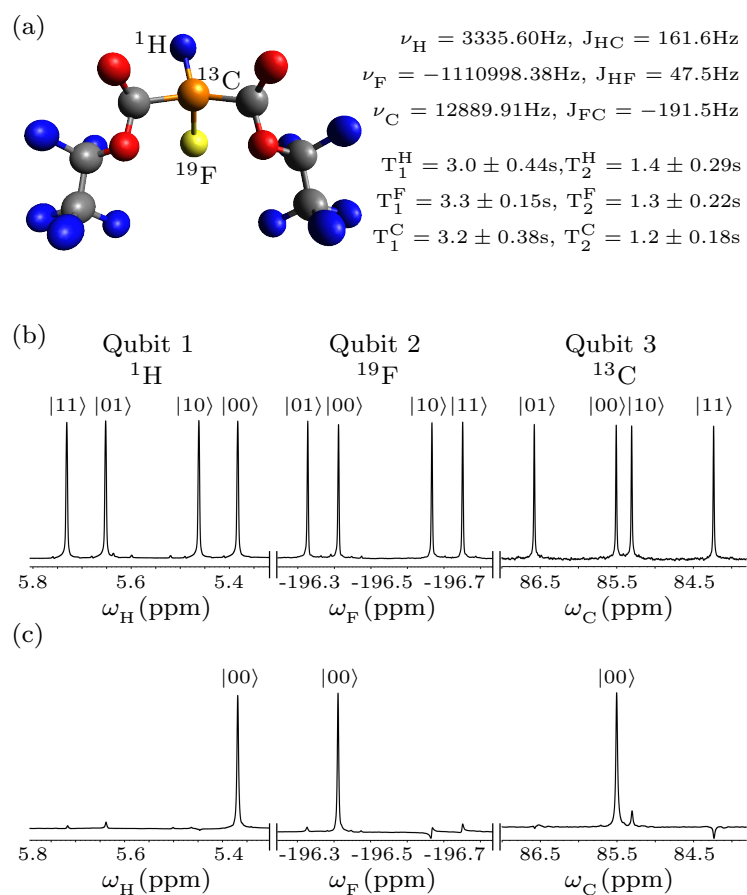 (a)
¹H
¹³C
¹⁹F
ν_H = 3335.60Hz, J_HC = 161.6Hz
ν_F = −1110998.38Hz, J_HF = 47.5Hz
ν_C = 12889.91Hz, J_FC = −191.5Hz
T₁^H = 3.0 ± 0.44s,T₂^H = 1.4 ± 0.29s
T₁^F = 3.3 ± 0.15s, T₂^F = 1.3 ± 0.22s
T₁^C = 3.2 ± 0.38s, T₂^C = 1.2 ± 0.18s
(b)
Qubit 1 Qubit 2 Qubit 3
¹H ¹⁹F ¹³C
|11⟩ |01⟩ |10⟩ |00⟩ |01⟩ |00⟩ |10⟩ |11⟩ |01⟩ |00⟩ |10⟩ |11⟩
5.8 5.6 5.4 -196.3 -196.5 -196.7 86.5 85.5 84.5
ω_H(ppm) ω_F(ppm) ω_C(ppm)
(c)
|00⟩ |00⟩ |00⟩
5.8 5.6 5.4 -196.3 -196.5 -196.7 86.5 85.5 84.5
ω_H(ppm) ω_F(ppm) ω_C(ppm)